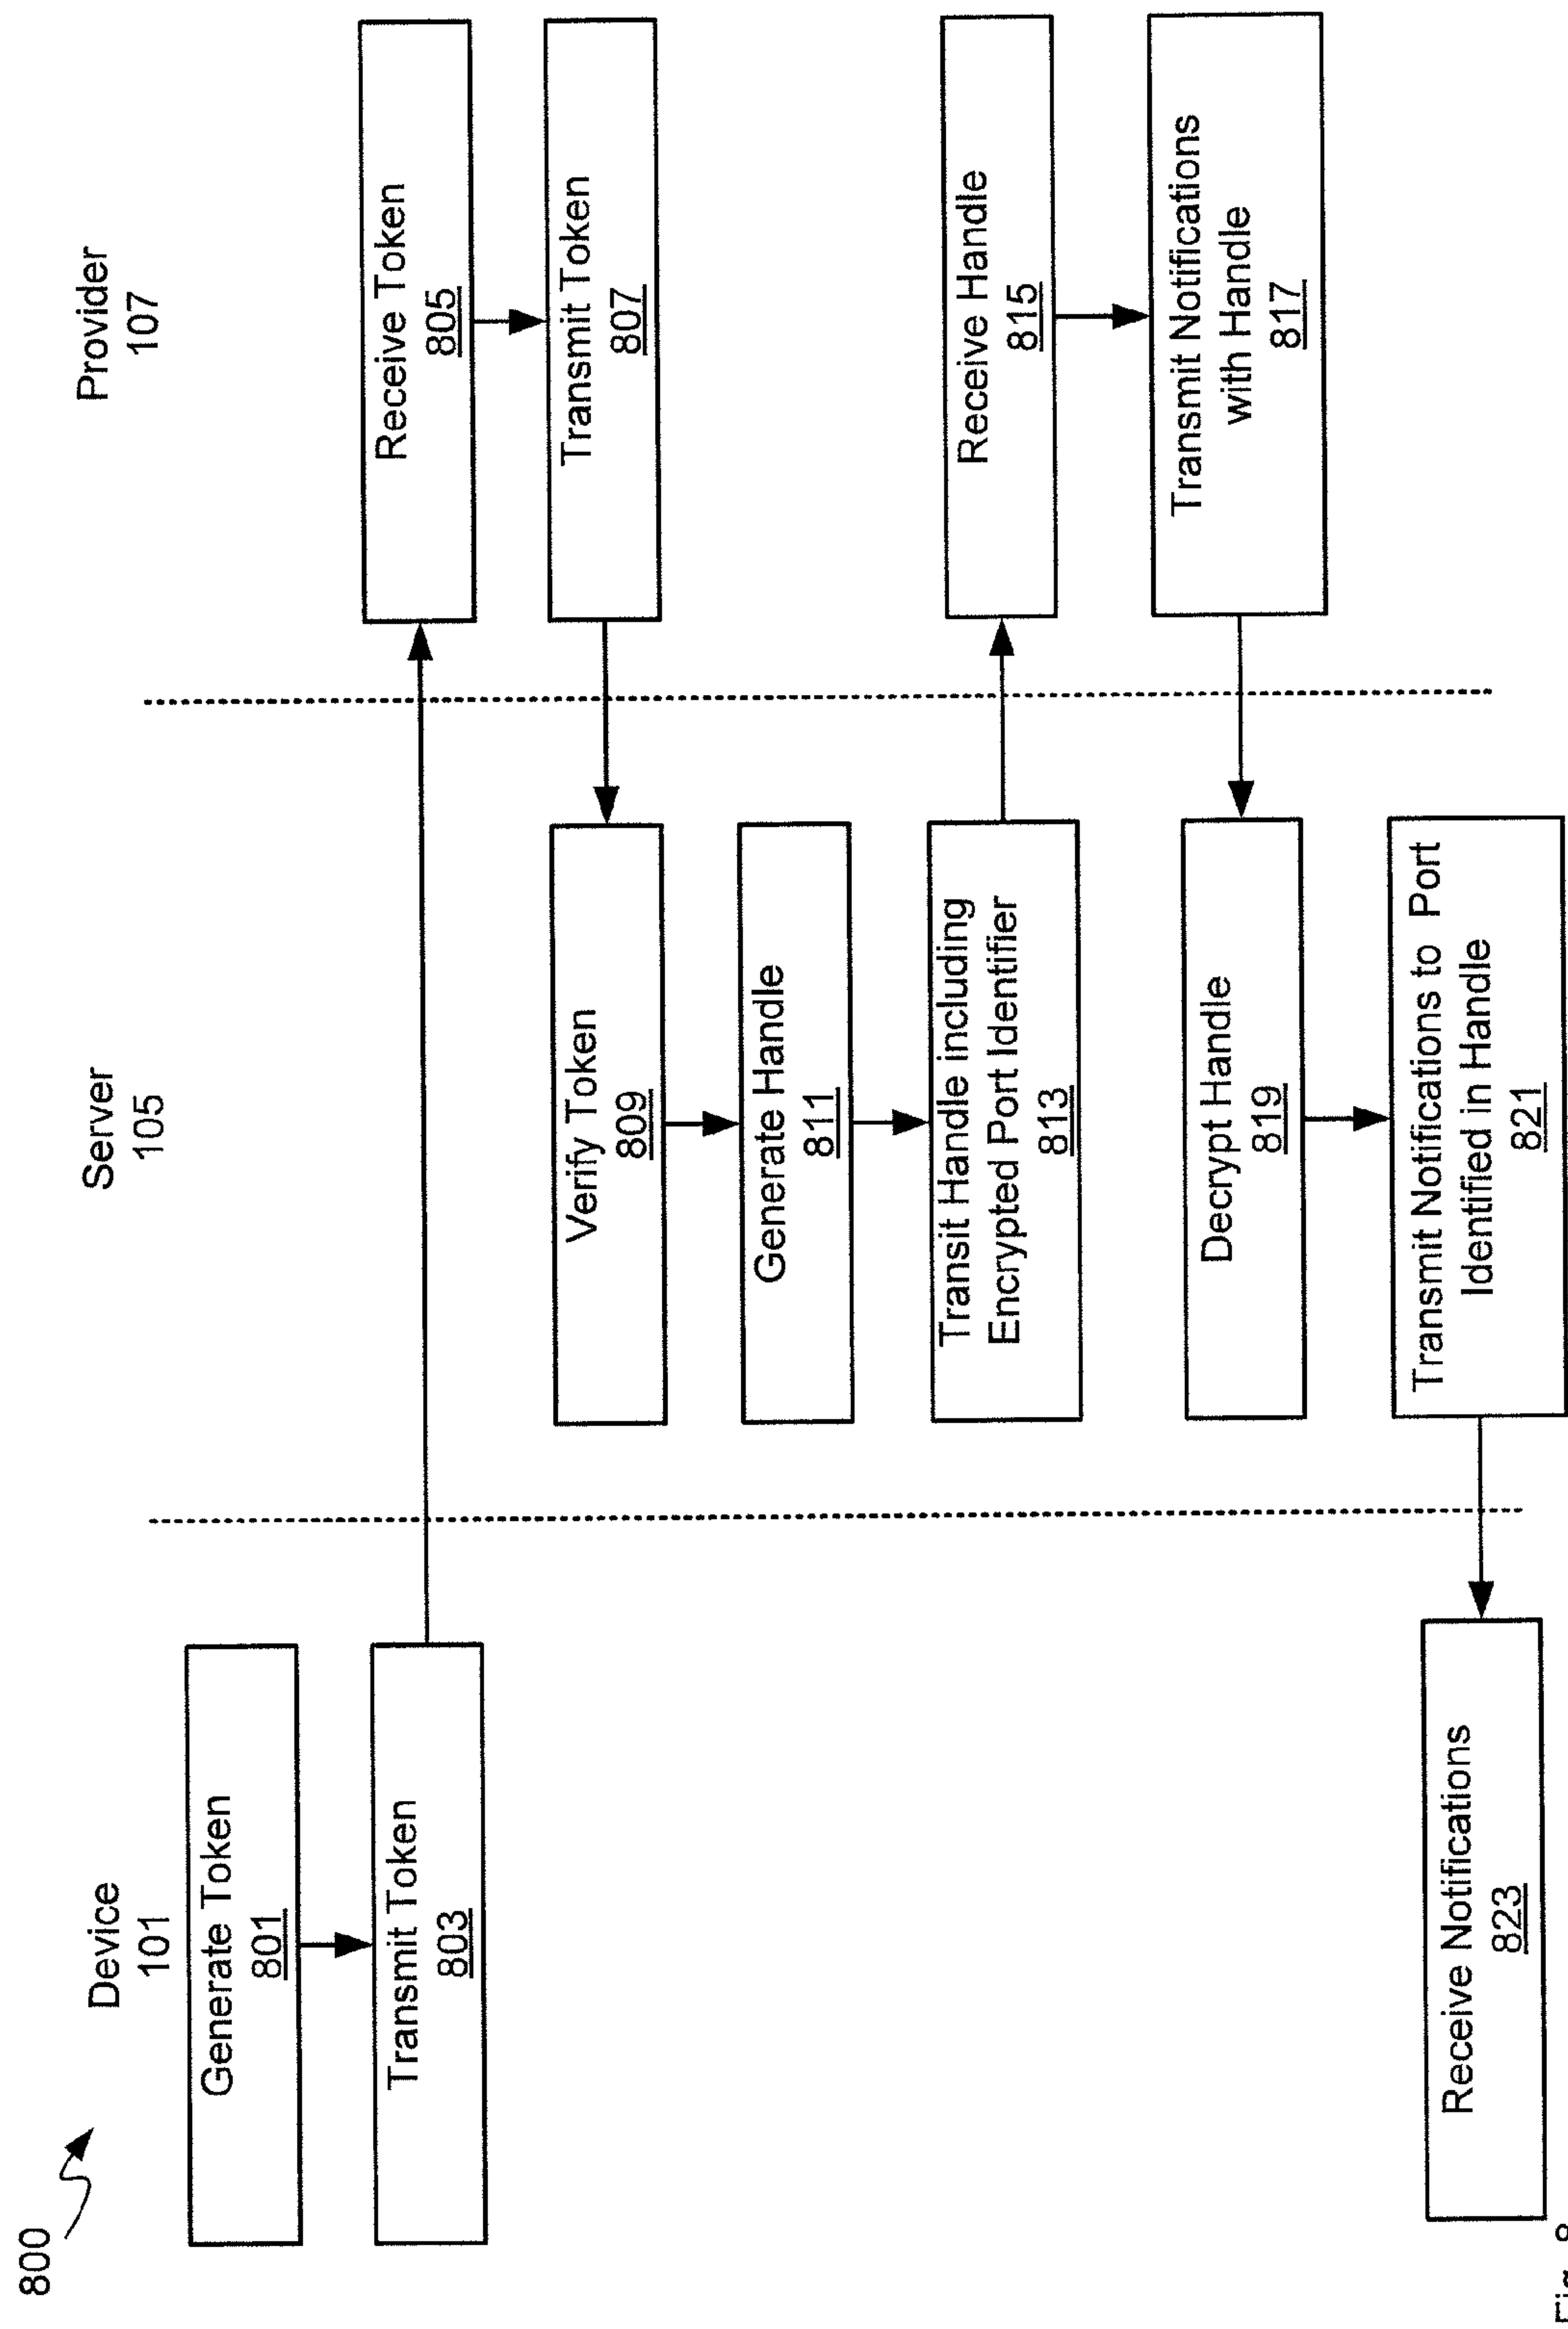 800
Device
101
Server
105
Provider
107
Generate Token
801
Transmit Token
803
Receive Token
805
Transmit Token
807
Verify Token
809
Generate Handle
811
Transit Handle including
Encrypted Port Identifier
813
Receive Handle
815
Transmit Notifications
with Handle
817
Decrypt Handle
819
Transmit Notifications to Port
Identified in Handle
821
Receive Notifications
823
Fig. 8